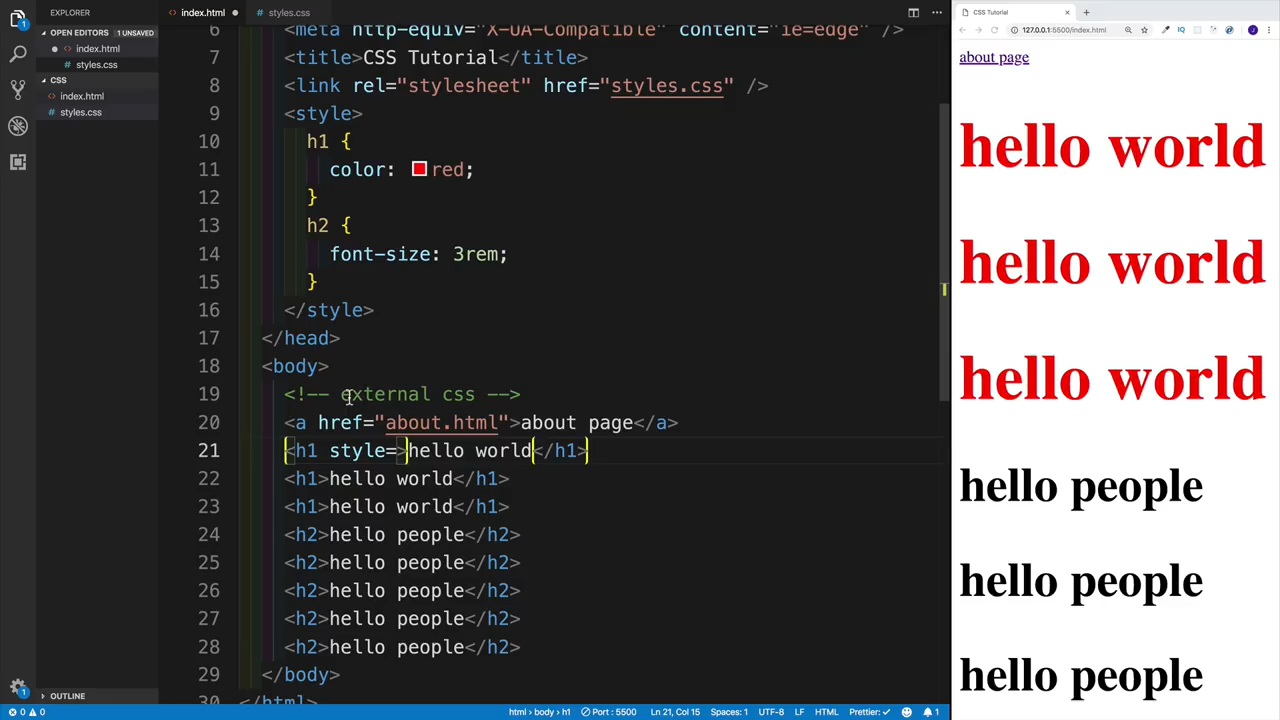 EXPLORER
index.html
styles.css
OPEN EDITORS 1 UNSAVED
index.html
styles.css
CSS
index.html
styles.css
OUTLINE
6 <meta http-equiv="X-UA-Compatible" content="ie=edge" />
7 <title>CSS Tutorial</title>
8 <link rel="stylesheet" href="styles.css" />
9 <style>
10 h1 {
11 color: red;
12 }
13 h2 {
14 font-size: 3rem;
15 }
16 </style>
17 </head>
18 <body>
19 <!-- external css -->
20 <a href="about.html">about page</a>
21 <h1 style=>hello world</h1>
22 <h1>hello world</h1>
23 <h1>hello world</h1>
24 <h2>hello people</h2>
25 <h2>hello people</h2>
26 <h2>hello people</h2>
27 <h2>hello people</h2>
28 <h2>hello people</h2>
29 </body>
30 </html>
0 0 html › body › h1 Port : 5500 Ln 21, Col 15 Spaces: 1 UTF-8 LF HTML Prettier: ✓ 1
CSS Tutorial
127.0.0.1:5500/index.html
about page
hello world
hello world
hello world
hello people
hello people
hello people